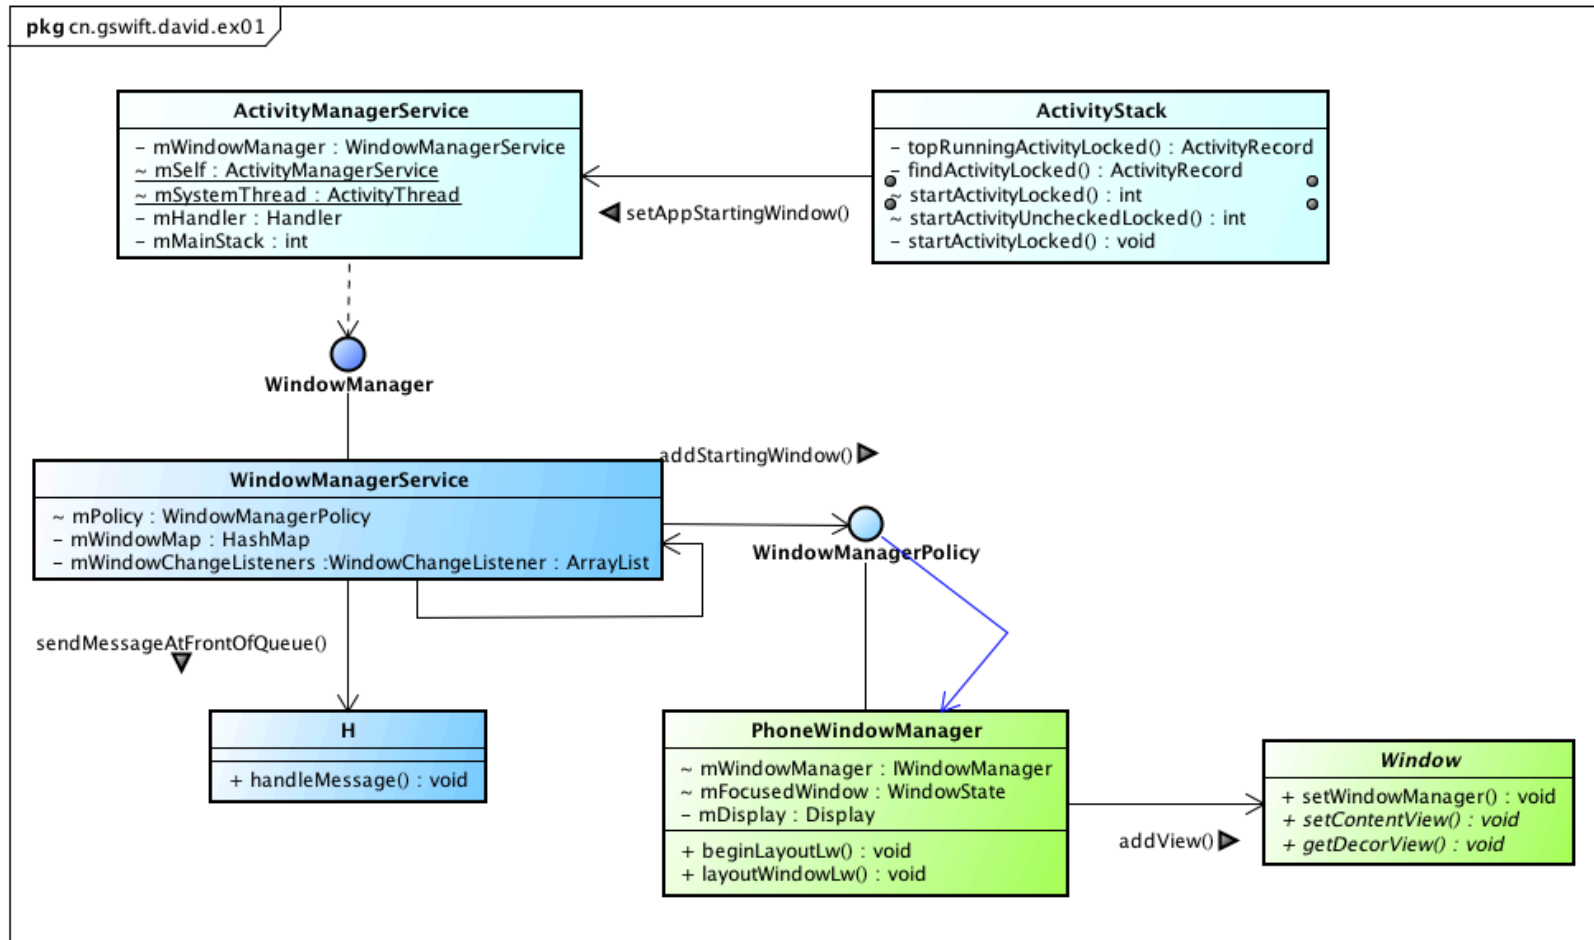 pkg cn.gswift.david.ex01
ActivityManagerService
- mWindowManager : WindowManagerService
~ mSelf : ActivityManagerService
~ mSystemThread : ActivityThread
- mHandler : Handler
- mMainStack : int
ActivityStack
- topRunningActivityLocked() : ActivityRecord
- findActivityLocked() : ActivityRecord
~ startActivityLocked() : int
~ startActivityUncheckedLocked() : int
- startActivityLocked() : void
setAppStartingWindow()
WindowManager
addStartingWindow()
WindowManagerService
~ mPolicy : WindowManagerPolicy
- mWindowMap : HashMap
- mWindowChangeListeners :WindowChangeListener : ArrayList
WindowManagerPolicy
sendMessageAtFrontOfQueue()
H
+ handleMessage() : void
PhoneWindowManager
~ mWindowManager : IWindowManager
~ mFocusedWindow : WindowState
- mDisplay : Display
+ beginLayoutLw() : void
+ layoutWindowLw() : void
addView()
Window
+ setWindowManager() : void
+ setContentView() : void
+ getDecorView() : void